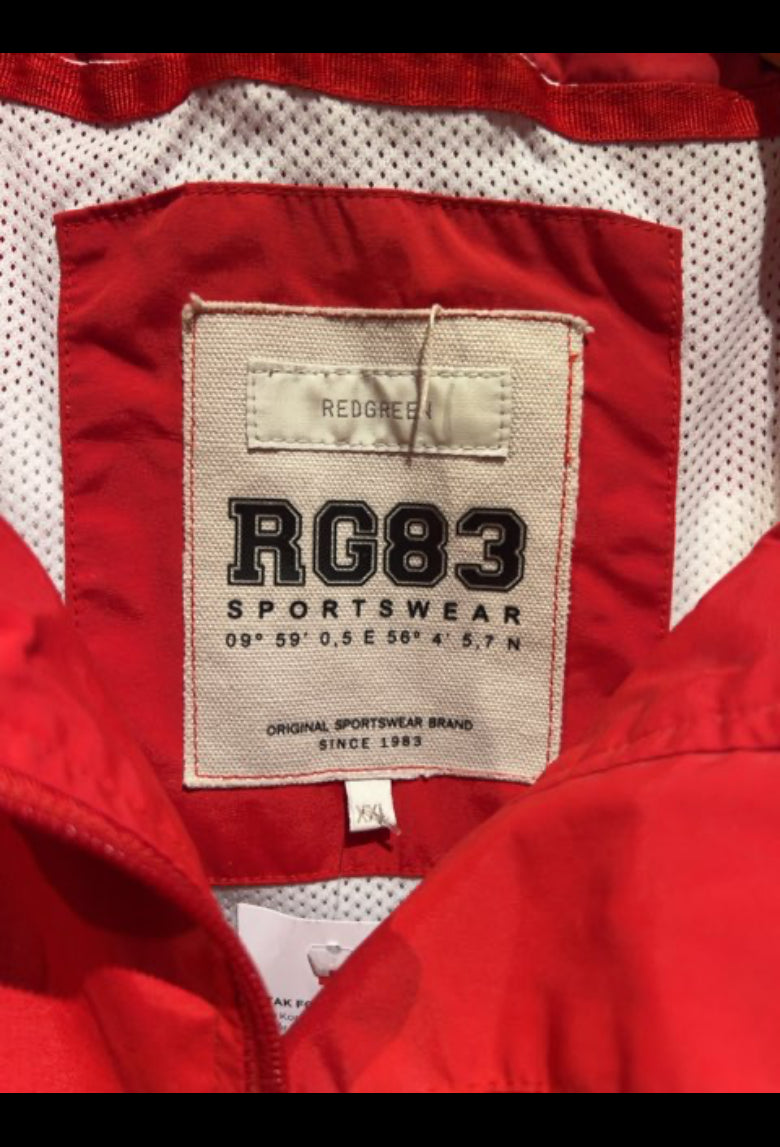 REDGREEN
RG83
SPORTSWEAR
09° 59' 0,5 E 56° 4' 5,7 N
ORIGINAL SPORTSWEAR BRAND
SINCE 1983
XXL